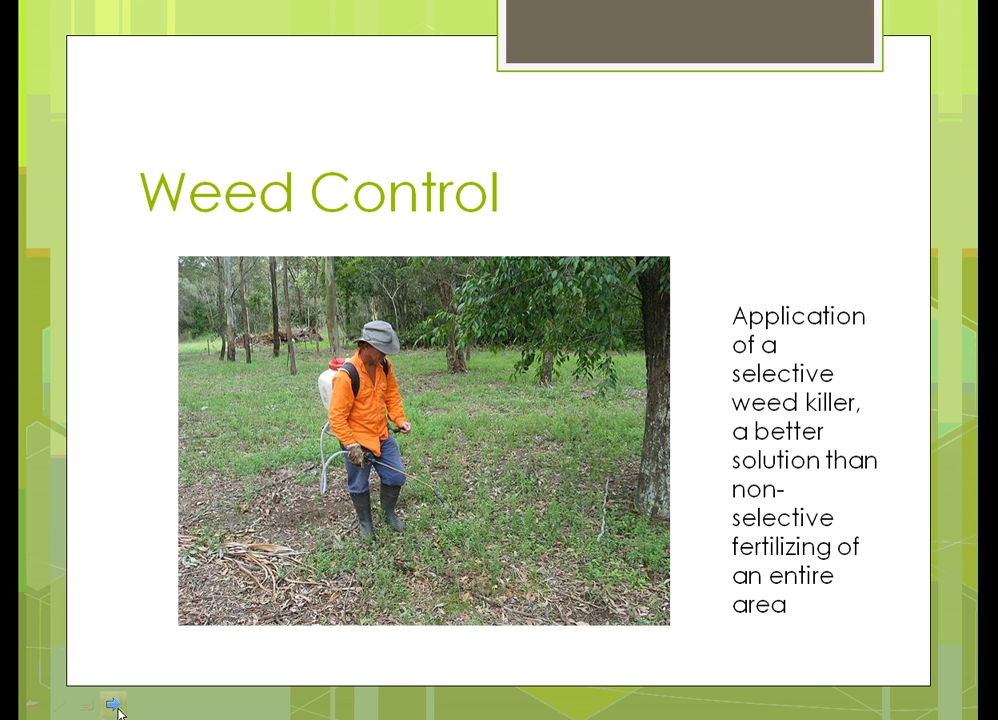 Weed Control
Application
of a
selective
weed killer,
a better
solution than
non-
selective
fertilizing of
an entire
area